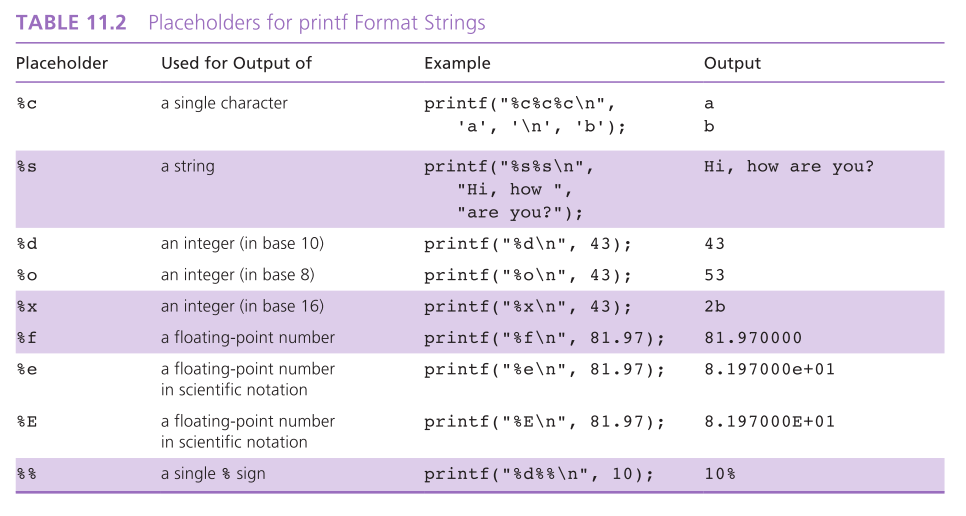 TABLE 11.2 Placeholders for printf Format Strings
Placeholder Used for Output of Example Output
%c a single character printf("%c%c%c\n", a
'a', '\n', 'b'); b
%s a string printf("%s%s\n", Hi, how are you?
"Hi, how ",
"are you?");
%d an integer (in base 10) printf("%d\n", 43); 43
%o an integer (in base 8) printf("%o\n", 43); 53
%x an integer (in base 16) printf("%x\n", 43); 2b
%f a floating-point number printf("%f\n", 81.97); 81.970000
%e a floating-point number printf("%e\n", 81.97); 8.197000e+01
in scientific notation
%E a floating-point number printf("%E\n", 81.97); 8.197000E+01
in scientific notation
%% a single % sign printf("%d%%\n", 10); 10%